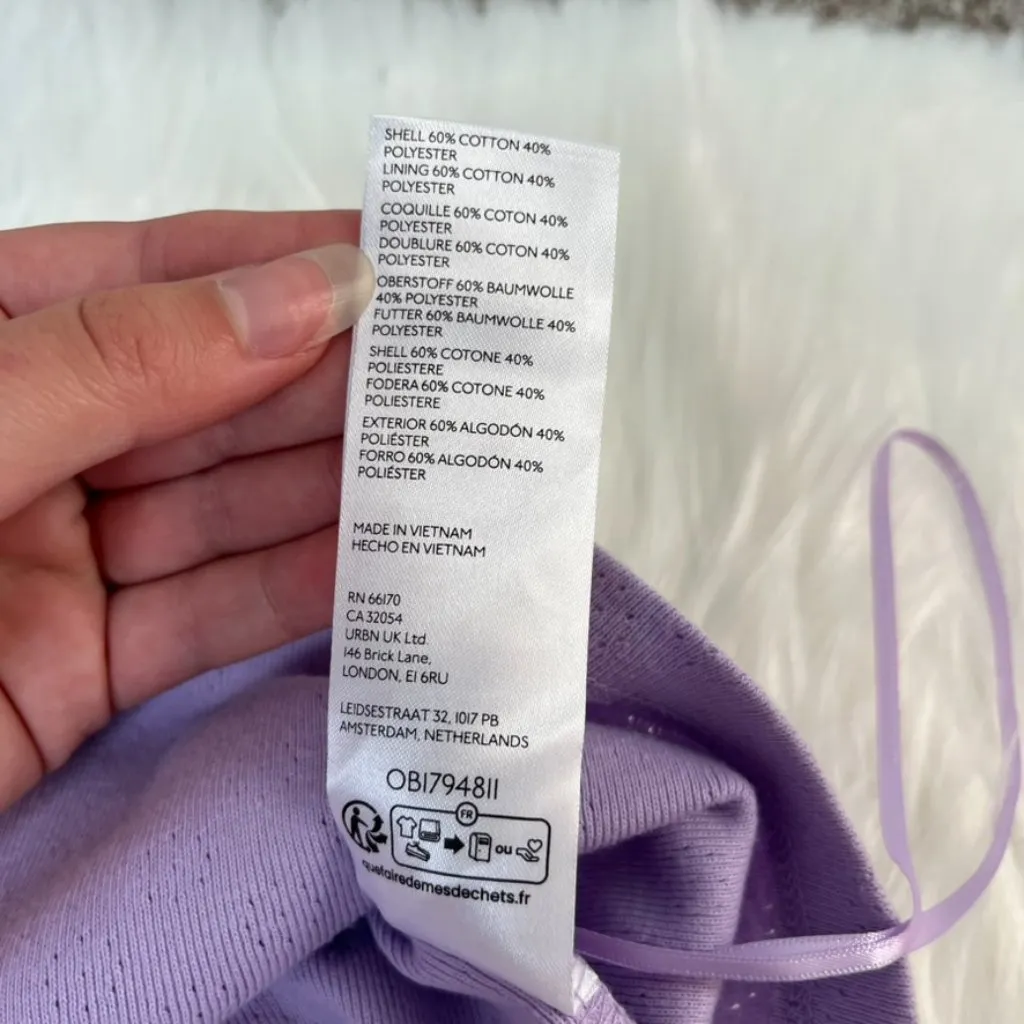 SHELL 60% COTTON 40%
POLYESTER
LINING 60% COTTON 40%
POLYESTER
COQUILLE 60% COTON 40%
POLYESTER
DOUBLURE 60% COTON 40%
POLYESTER
OBERSTOFF 60% BAUMWOLLE
40% POLYESTER
FUTTER 60% BAUMWOLLE 40%
POLYESTER
SHELL 60% COTONE 40%
POLIESTERE
FODERA 60% COTONE 40%
POLIESTERE
EXTERIOR 60% ALGODÓN 40%
POLIÉSTER
FORRO 60% ALGODÓN 40%
POLIÉSTER
MADE IN VIETNAM
HECHO EN VIETNAM
RN 66170
CA 32054
URBN UK Ltd.
146 Brick Lane,
LONDON, E1 6RU
LEIDSESTRAAT 32, 1017 PB
AMSTERDAM, NETHERLANDS
OB1794811
FR
ou
quefairedemesdechets.fr